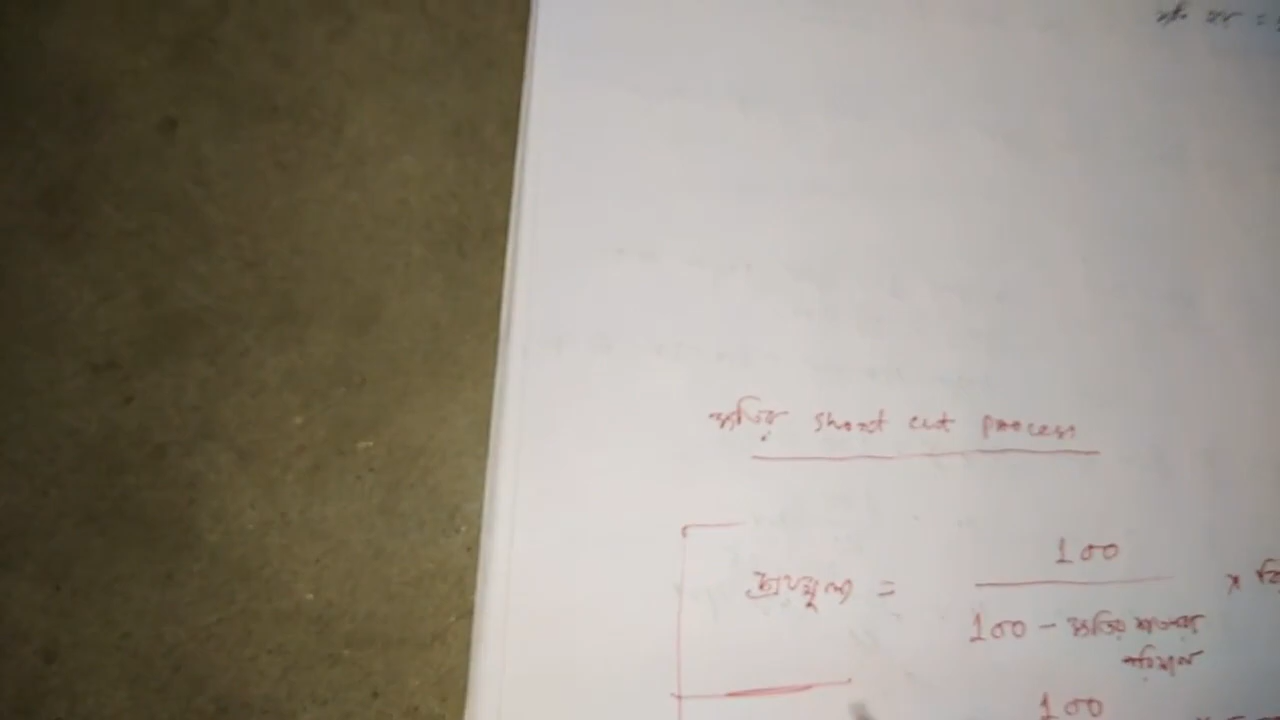 ক্ষতির short cut process
ক্রয়মূল্য = 100 / 100 - ক্ষতির শতকরা পরিমাণ ×
100